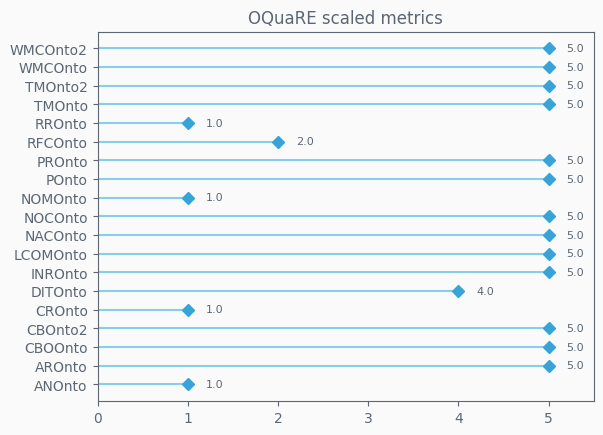 OQuaRE scaled metrics
WMCOnto2 5.0
WMCOnto 5.0
TMOnto2 5.0
TMOnto 5.0
RROnto 1.0
RFCOnto 2.0
PROnto 5.0
POnto 5.0
NOMOnto 1.0
NOCOnto 5.0
NACOnto 5.0
LCOMOnto 5.0
INROnto 5.0
DITOnto 4.0
CROnto 1.0
CBOnto2 5.0
CBOOnto 5.0
AROnto 5.0
ANOnto 1.0
0 1 2 3 4 5